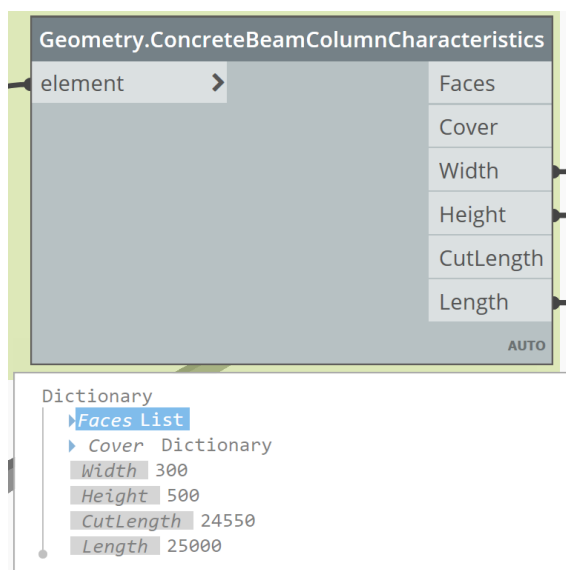 Geometry.ConcreteBeamColumnCharacteristics
element >
Faces
Cover
Width
Height
CutLength
Length
AUTO
Dictionary
Faces List
Cover Dictionary
Width 300
Height 500
CutLength 24550
Length 25000